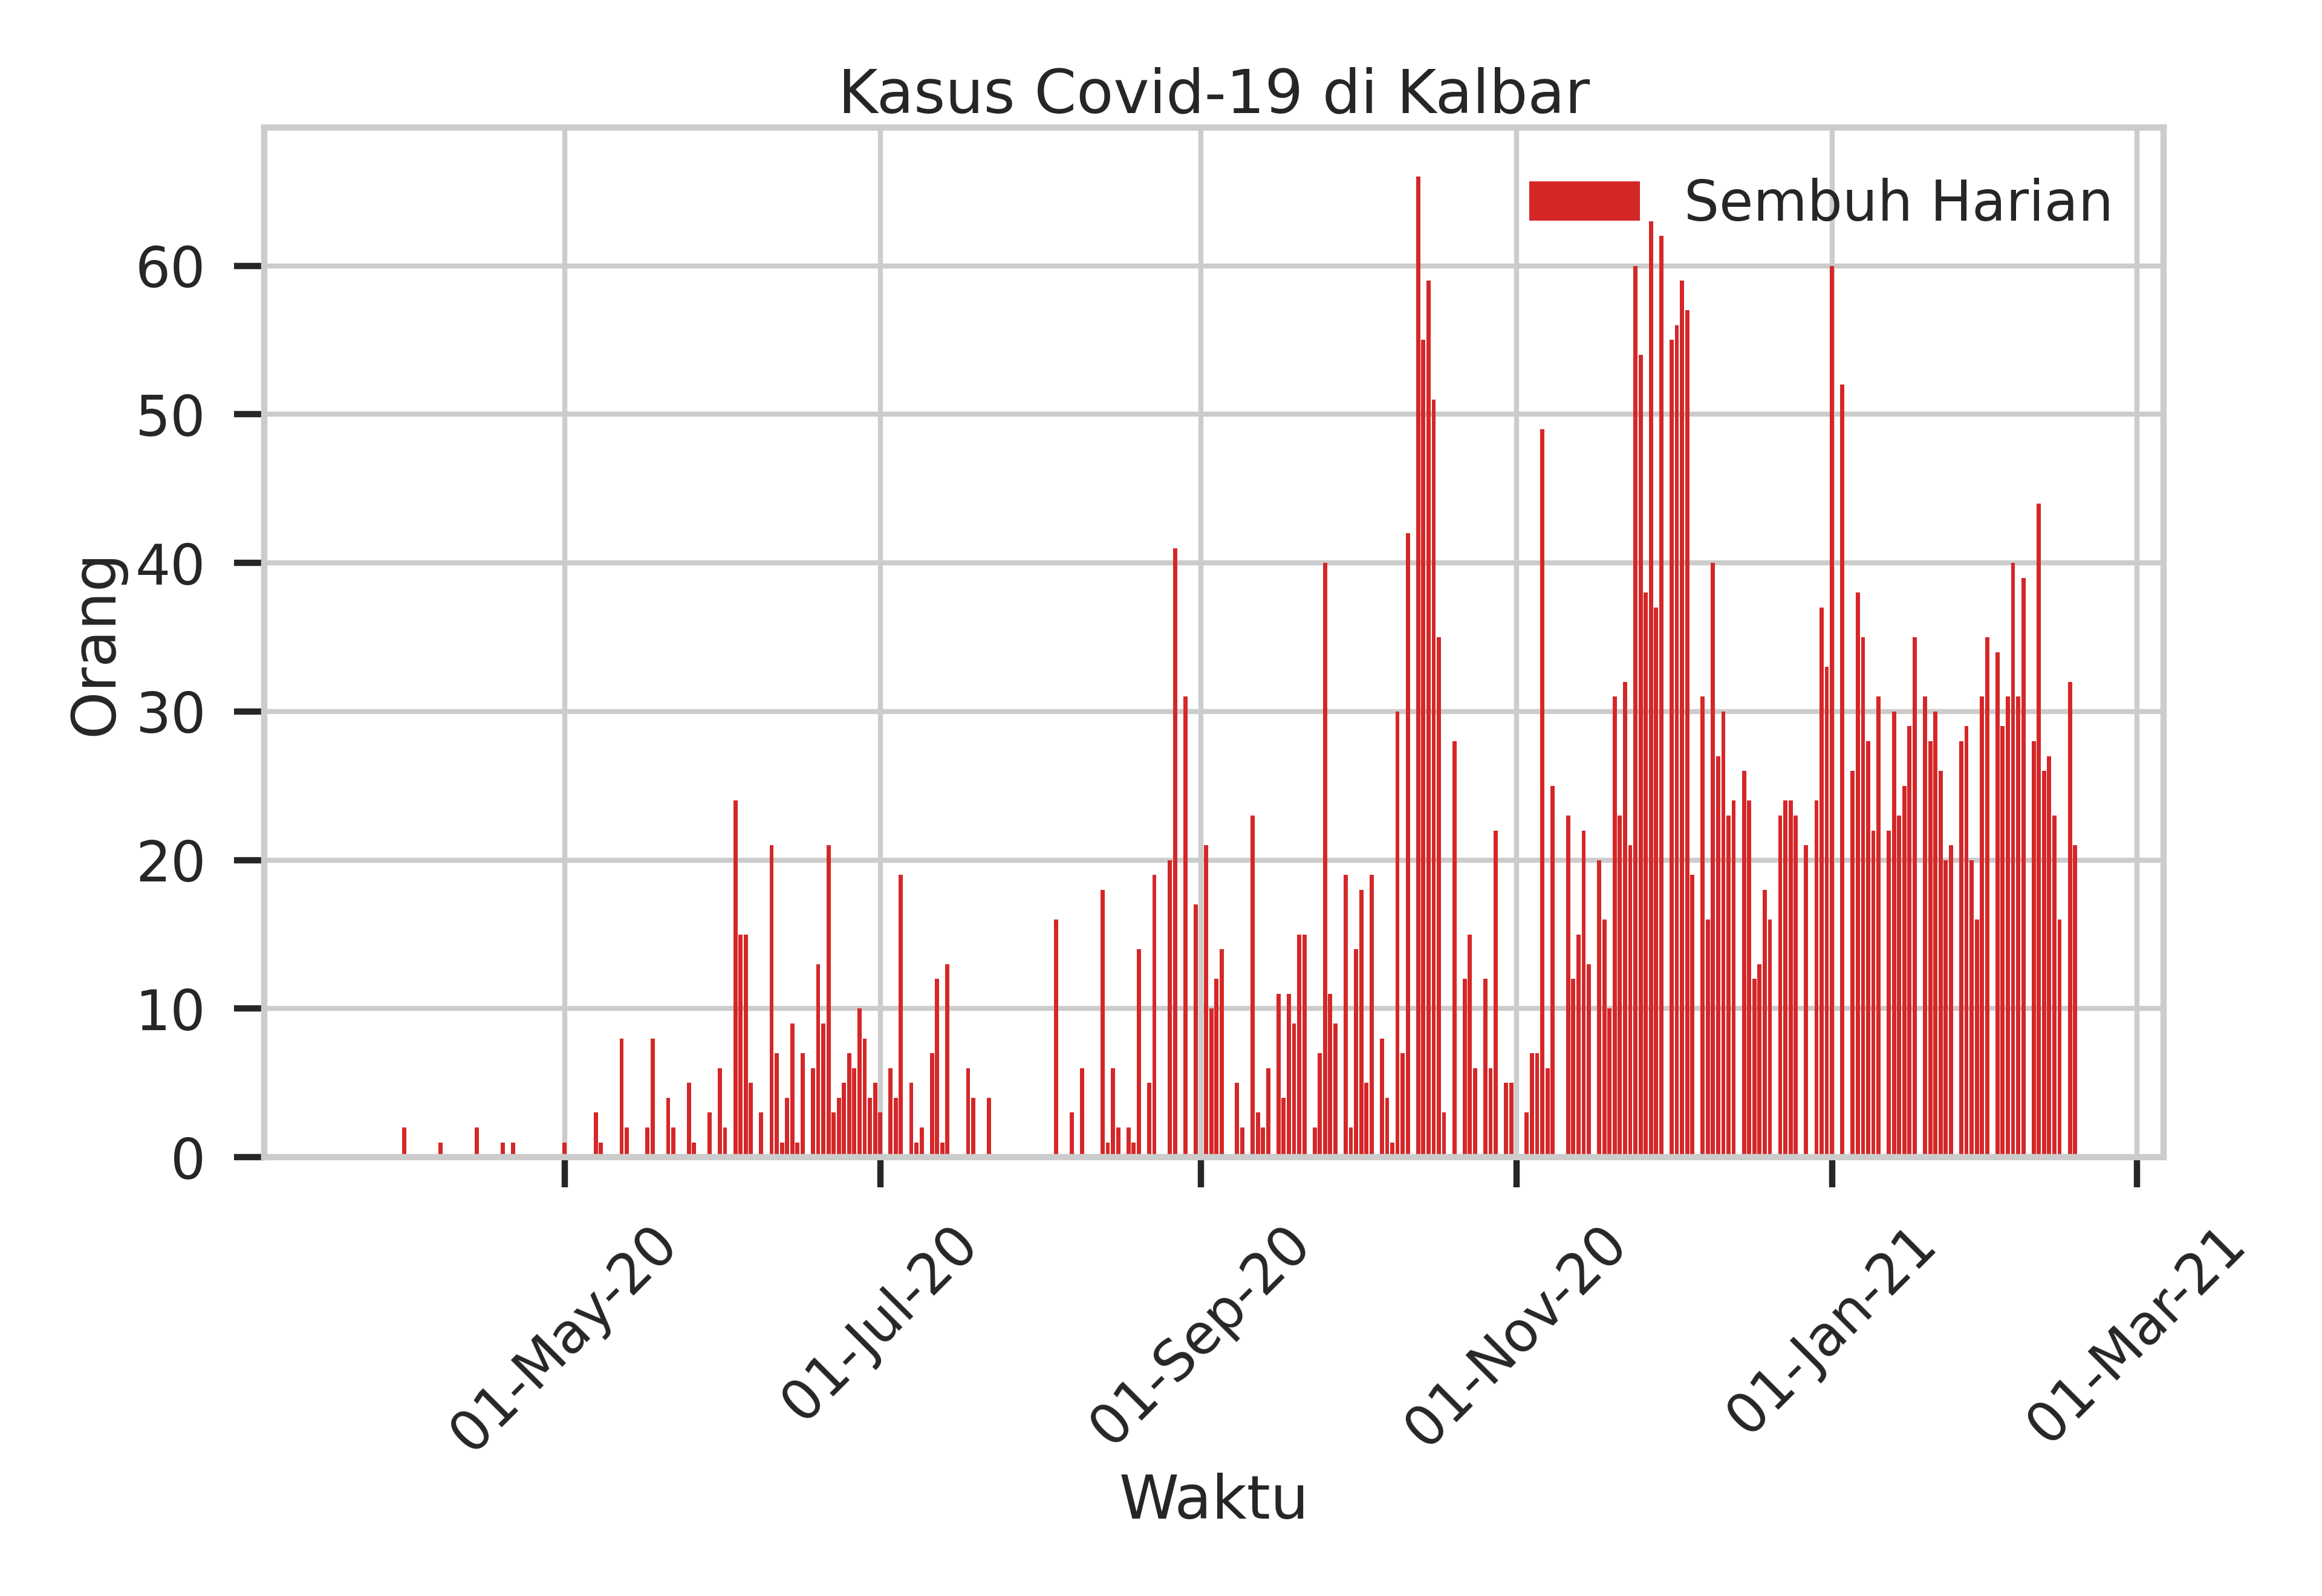 Kasus Covid-19 di Kalbar
Sembuh Harian
Orang
60
50
40
30
20
10
0
01-May-20
01-Jul-20
01-Sep-20
01-Nov-20
01-Jan-21
01-Mar-21
Waktu